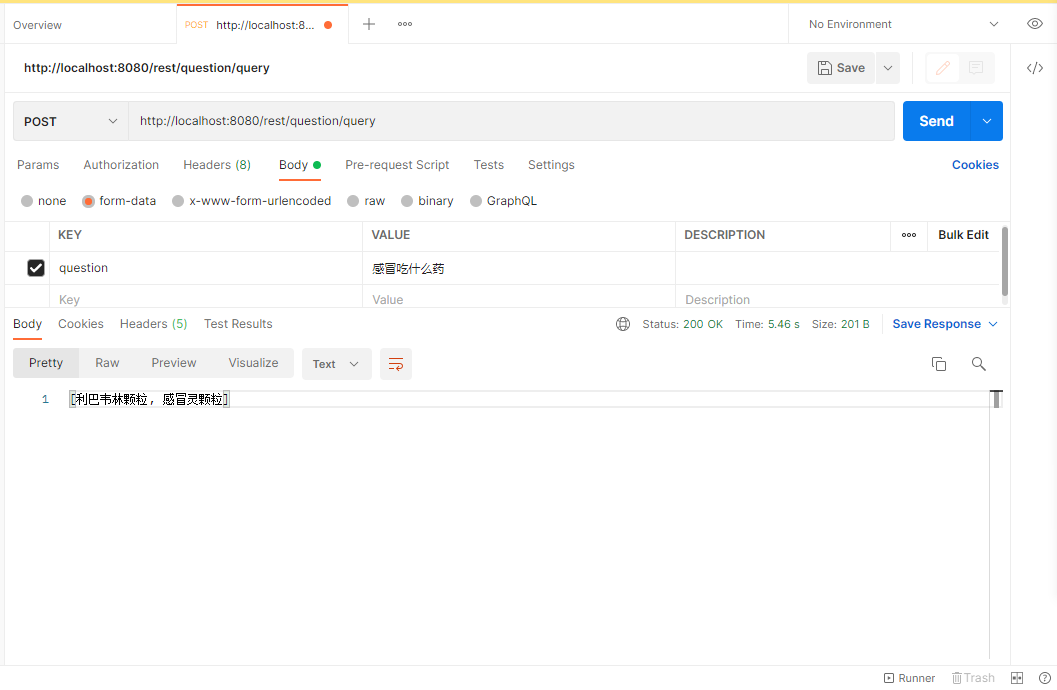 Overview
POST http://localhost:8...
No Environment
http://localhost:8080/rest/question/query
Save
POST
http://localhost:8080/rest/question/query
Send
Params Authorization Headers (8) Body Pre-request Script Tests Settings Cookies
none form-data x-www-form-urlencoded raw binary GraphQL
KEY VALUE DESCRIPTION Bulk Edit
question 感冒吃什么药
Key Value Description
Body Cookies Headers (5) Test Results Status: 200 OK Time: 5.46 s Size: 201 B Save Response
Pretty Raw Preview Visualize Text
1 [利巴韦林颗粒, 感冒灵颗粒]
Runner Trash